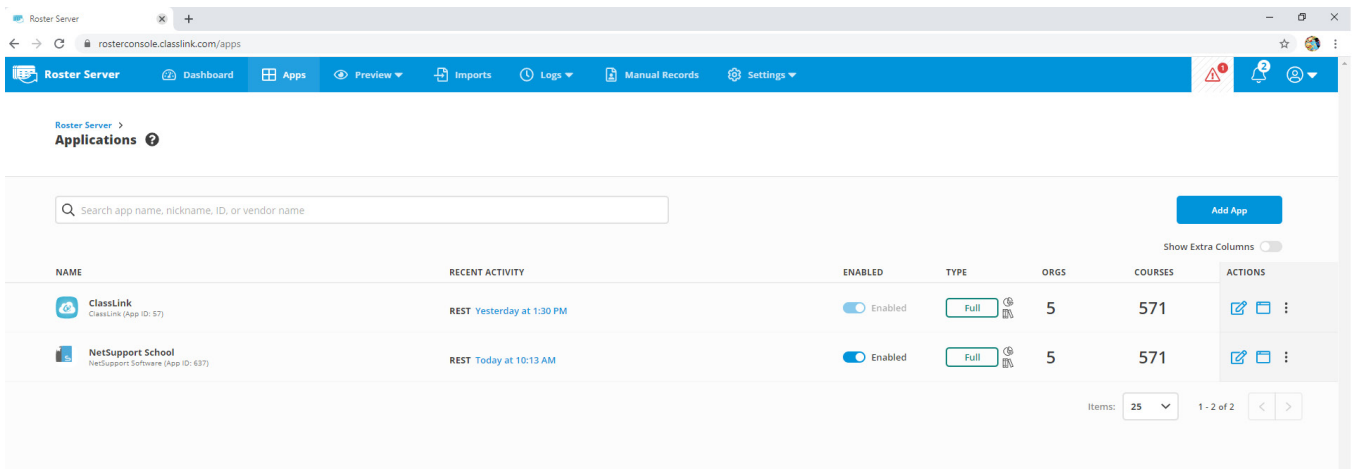 Roster Server
rosterconsole.classlink.com/apps
Roster Server Dashboard Apps Preview Imports Logs Manual Records Settings 1 2
Roster Server >
Applications ?
Search app name, nickname, ID, or vendor name
Add App
Show Extra Columns
NAME RECENT ACTIVITY ENABLED TYPE ORGS COURSES ACTIONS
ClassLink
ClassLink (App ID: 57)
REST Yesterday at 1:30 PM Enabled Full 5 571
NetSupport School
NetSupport Software (App ID: 637)
REST Today at 10:13 AM Enabled Full 5 571
Items: 25 1 - 2 of 2 < >